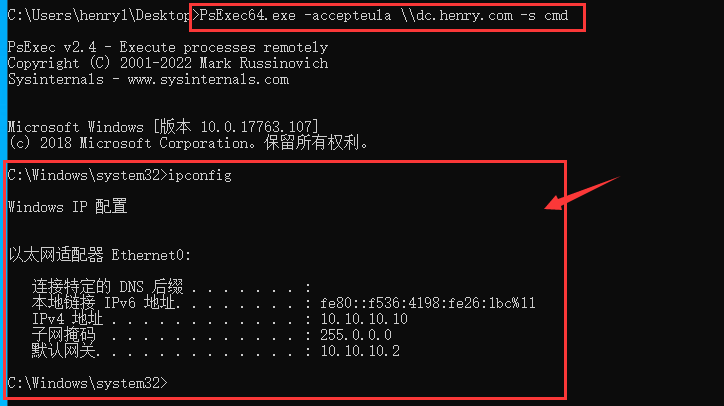 C:\Users\henry1\Desktop>PsExec64.exe -accepteula \\dc.henry.com -s cmd
PsExec v2.4 - Execute processes remotely
Copyright (C) 2001-2022 Mark Russinovich
Sysinternals - www.sysinternals.com
Microsoft Windows [版本 10.0.17763.107]
(c) 2018 Microsoft Corporation。保留所有权利。
C:\Windows\system32>ipconfig
Windows IP 配置
以太网适配器 Ethernet0:
连接特定的 DNS 后缀 . . . . . . . :
本地链接 IPv6 地址. . . . . . . . : fe80::f536:4198:fe26:1bc%11
IPv4 地址 . . . . . . . . . . . . : 10.10.10.10
子网掩码 . . . . . . . . . . . . : 255.0.0.0
默认网关. . . . . . . . . . . . . : 10.10.10.2
C:\Windows\system32>